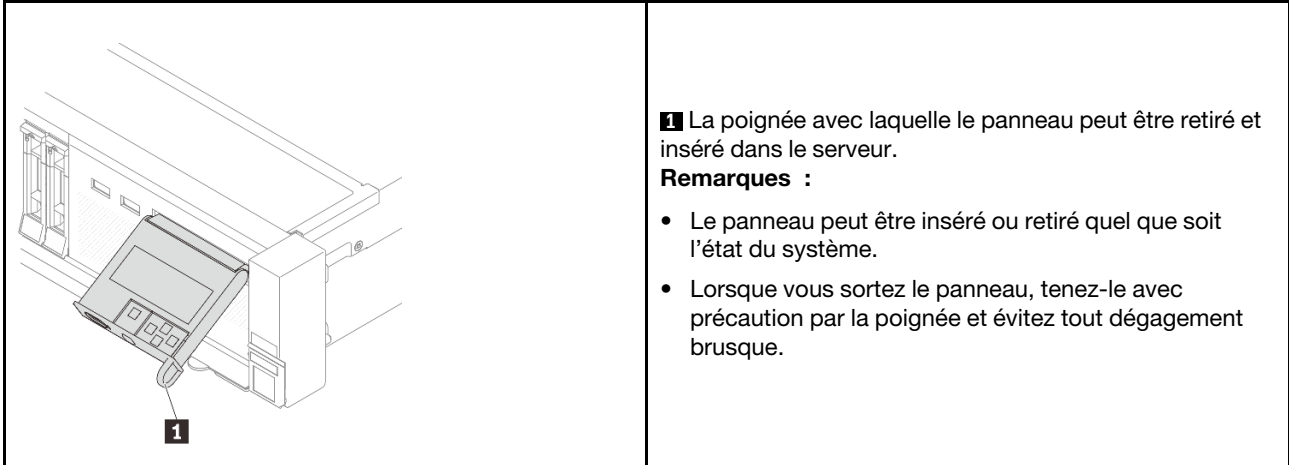 1
1 La poignée avec laquelle le panneau peut être retiré et
inséré dans le serveur.
Remarques :
• Le panneau peut être inséré ou retiré quel que soit
l’état du système.
• Lorsque vous sortez le panneau, tenez-le avec
précaution par la poignée et évitez tout dégagement
brusque.